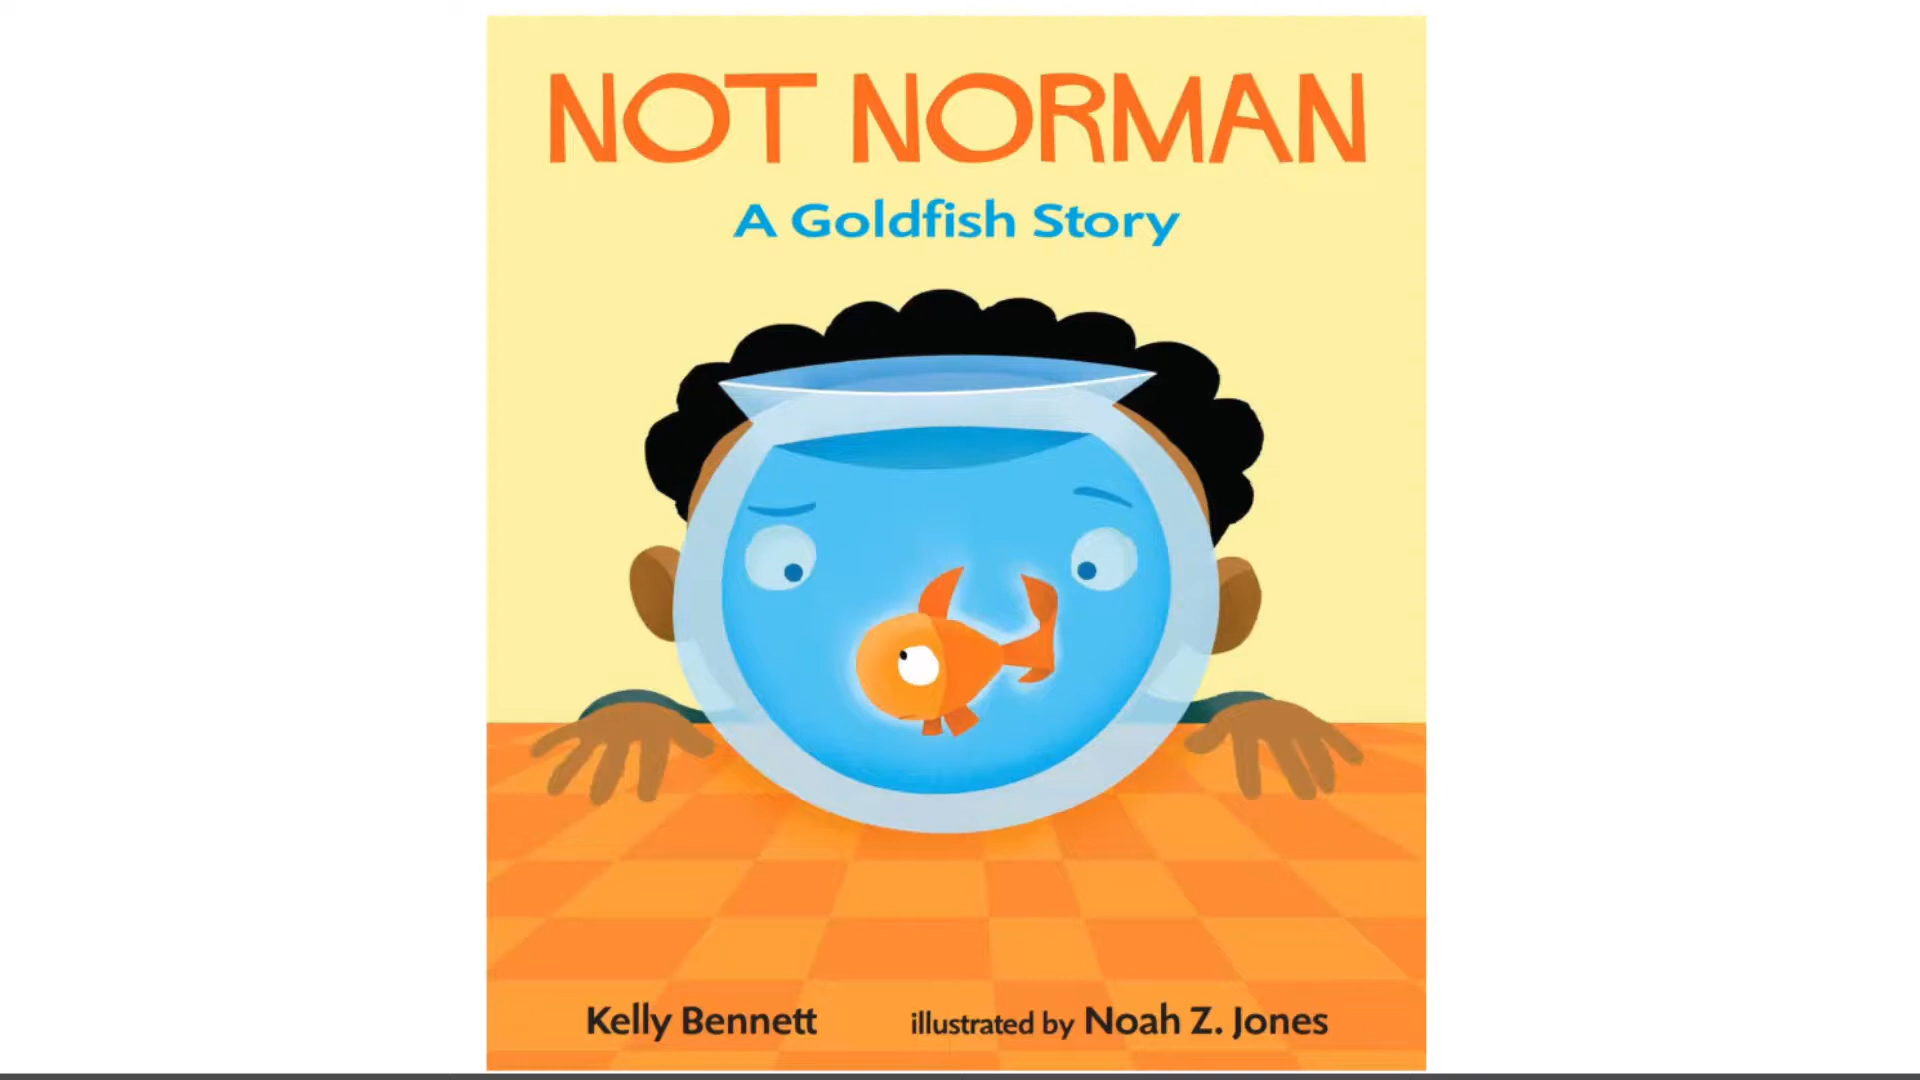 NOT NORMAN
A Goldfish Story
Kelly Bennett illustrated by Noah Z. Jones